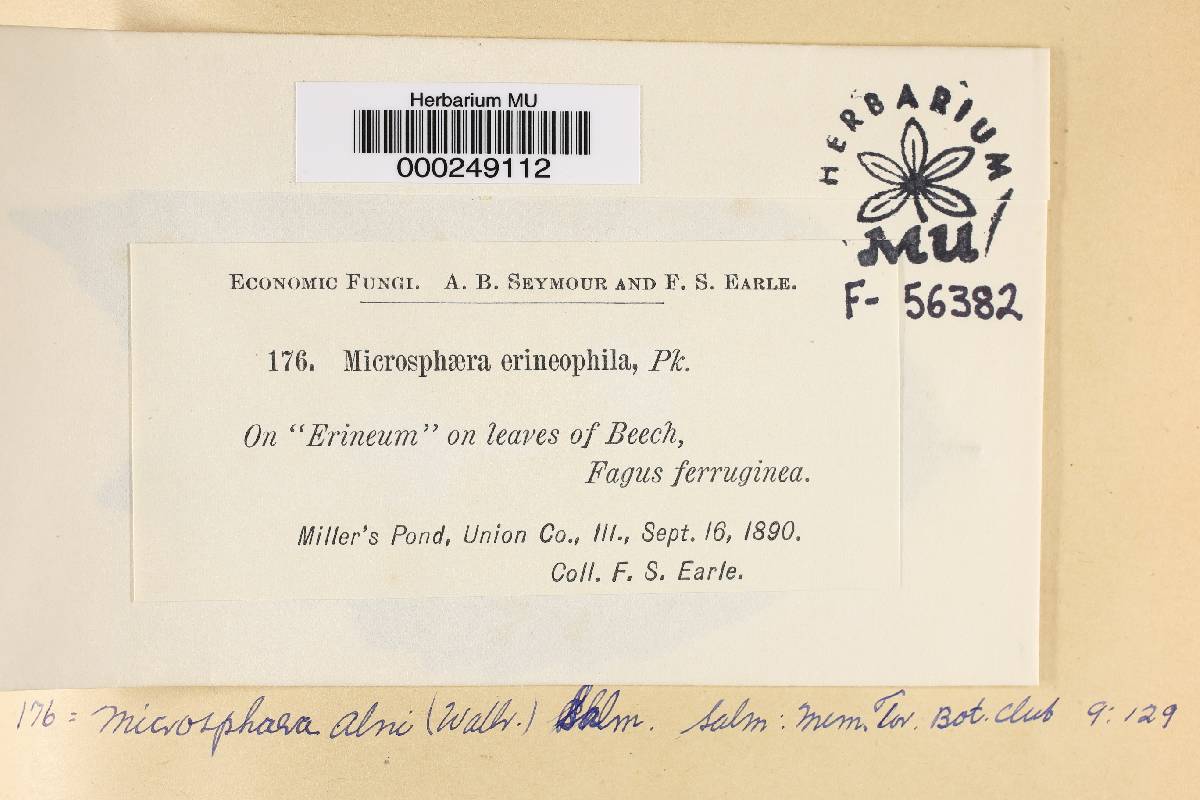 Herbarium MU
000249112
HERBARIUM
MU
F- 56382
Economic Fungi. A. B. Seymour and F. S. Earle.
176. Microsphæra erineophila, Pk.
On "Erineum" on leaves of Beech,
Fagus ferruginea.
Miller's Pond, Union Co., Ill., Sept. 16, 1890.
Coll. F. S. Earle.
176 = Microsphaera alni (Wallr.) Salm. Salm: Mem. Tor. Bot. Club 9: 129